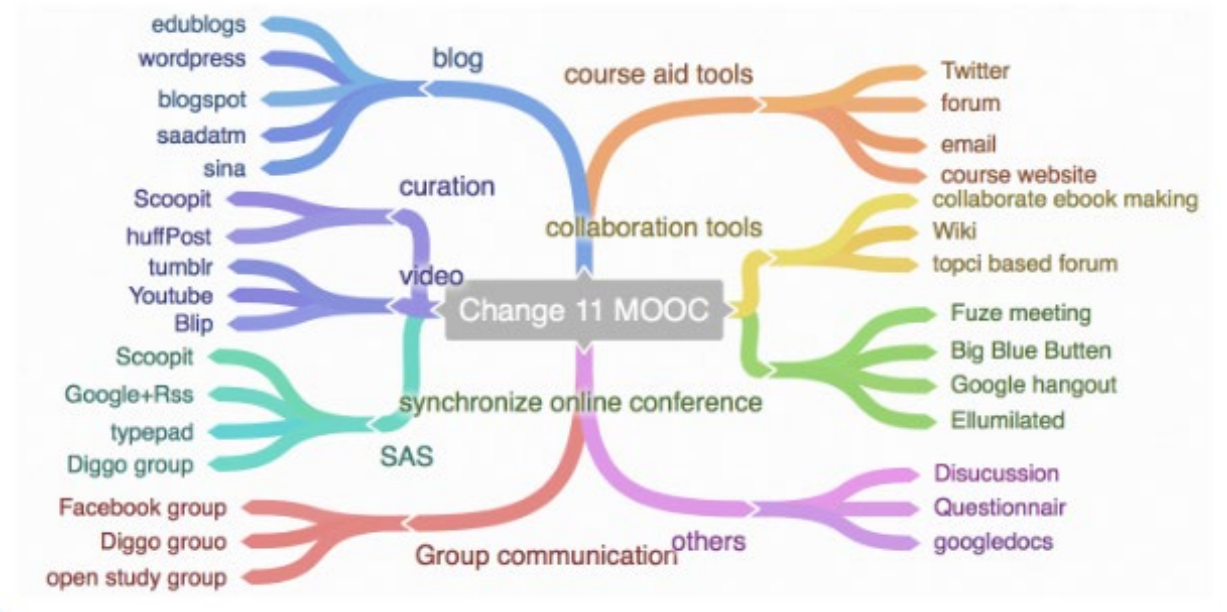 Change 11 MOOC
blog
edublogs
wordpress
blogspot
saadatm
sina
curation
Scoopit
huffPost
video
tumblr
Youtube
Blip
SAS
Scoopit
Google+Rss
typepad
Diggo group
Group communication
Facebook group
Diggo grouo
open study group
course aid tools
Twitter
forum
email
course website
collaboration tools
collaborate ebook making
Wiki
topci based forum
synchronize online conference
Fuze meeting
Big Blue Butten
Google hangout
Ellumilated
others
Disucussion
Questionnair
googledocs